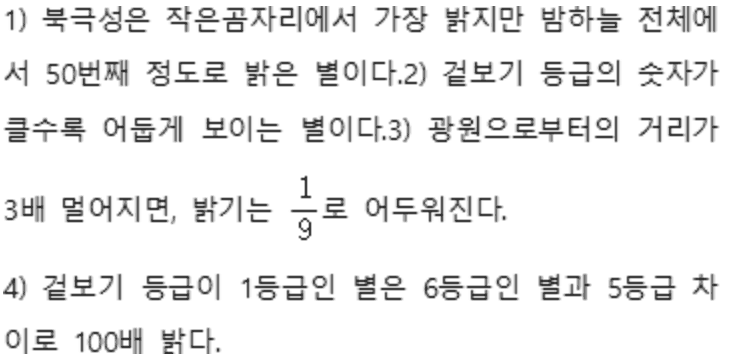 1) 북극성은 작은곰자리에서 가장 밝지만 밤하늘 전체에
서 50번째 정도로 밝은 별이다.2) 겉보기 등급의 숫자가
클수록 어둡게 보이는 별이다.3) 광원으로부터의 거리가
3배 멀어지면, 밝기는 1/9로 어두워진다.
4) 겉보기 등급이 1등급인 별은 6등급인 별과 5등급 차
이로 100배 밝다.